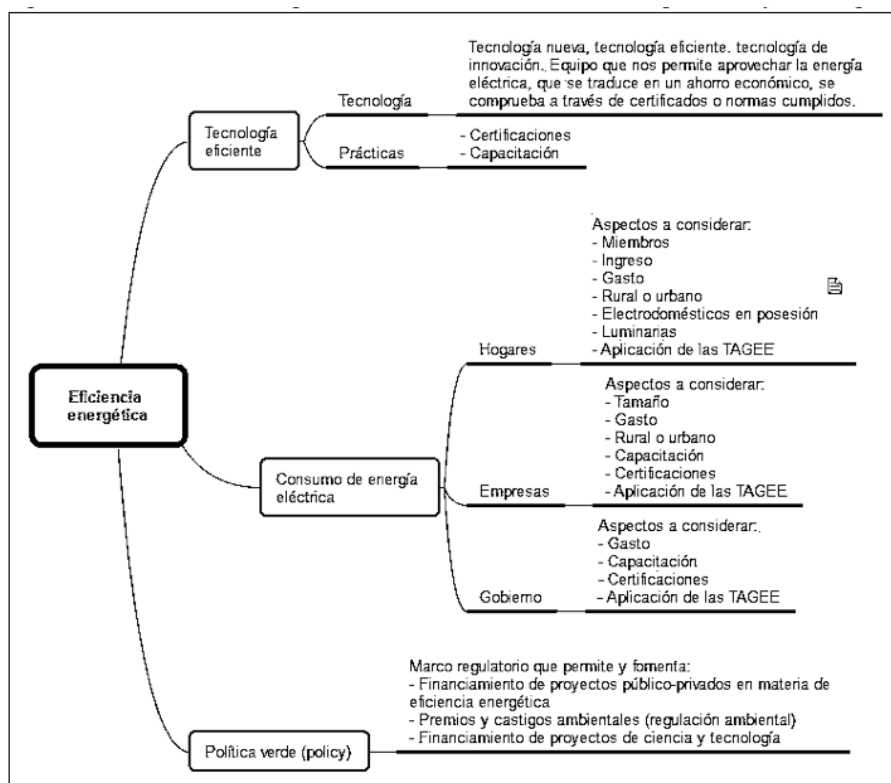 Tecnología nueva, tecnología eficiente. tecnología de
innovación. Equipo que nos permite aprovechar la energía
eléctrica, que se traduce en un ahorro económico, se
comprueba a través de certificados o normas cumplidos.
Tecnología
Tecnología
eficiente
Prácticas
- Certificaciones
- Capacitación
Aspectos a considerar:
- Miembros
- Ingreso
- Gasto
- Rural o urbano
- Electrodomésticos en posesión
- Luminarias
- Aplicación de las TAGEE
Hogares
Eficiencia
energética
Aspectos a considerar:
- Tamaño
- Gasto
- Rural o urbano
- Capacitación
- Certificaciones
- Aplicación de las TAGEE
Empresas
Consumo de energía
eléctrica
Aspectos a considerar:
- Gasto
- Capacitación
- Certificaciones
- Aplicación de las TAGEE
Gobierno
Marco regulatorio que permite y fomenta:
- Financiamiento de proyectos público-privados en materia de
eficiencia energética
- Premios y castigos ambientales (regulación ambiental)
- Financiamiento de proyectos de ciencia y tecnología
Política verde (policy)